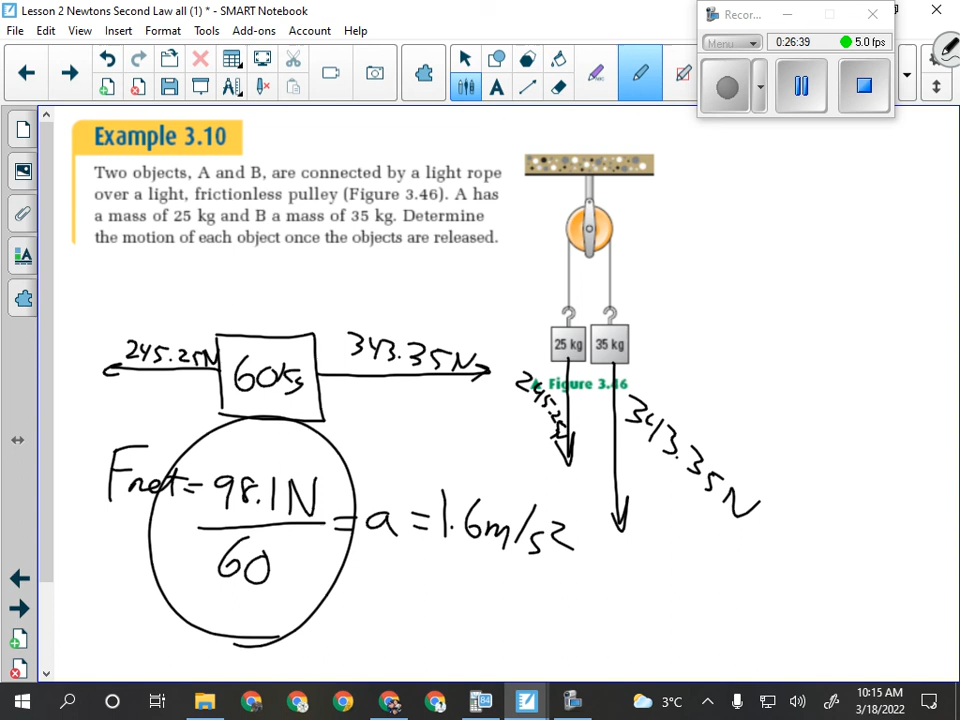 Lesson 2 Newtons Second Law all (1) * - SMART Notebook
Recor...
File Edit View Insert Format Tools Add-ons Account Help
Menu
0:26:39
5.0 fps
Example 3.10
Two objects, A and B, are connected by a light rope
over a light, frictionless pulley (Figure 3.46). A has
a mass of 25 kg and B a mass of 35 kg. Determine
the motion of each object once the objects are released.
25 kg
35 kg
Figure 3.46
245.25N
60kg
343.35N
245.25N
343.35N
Fnet = 98.1N
60
= a = 1.6m/s2
3°C
10:15 AM
3/18/2022